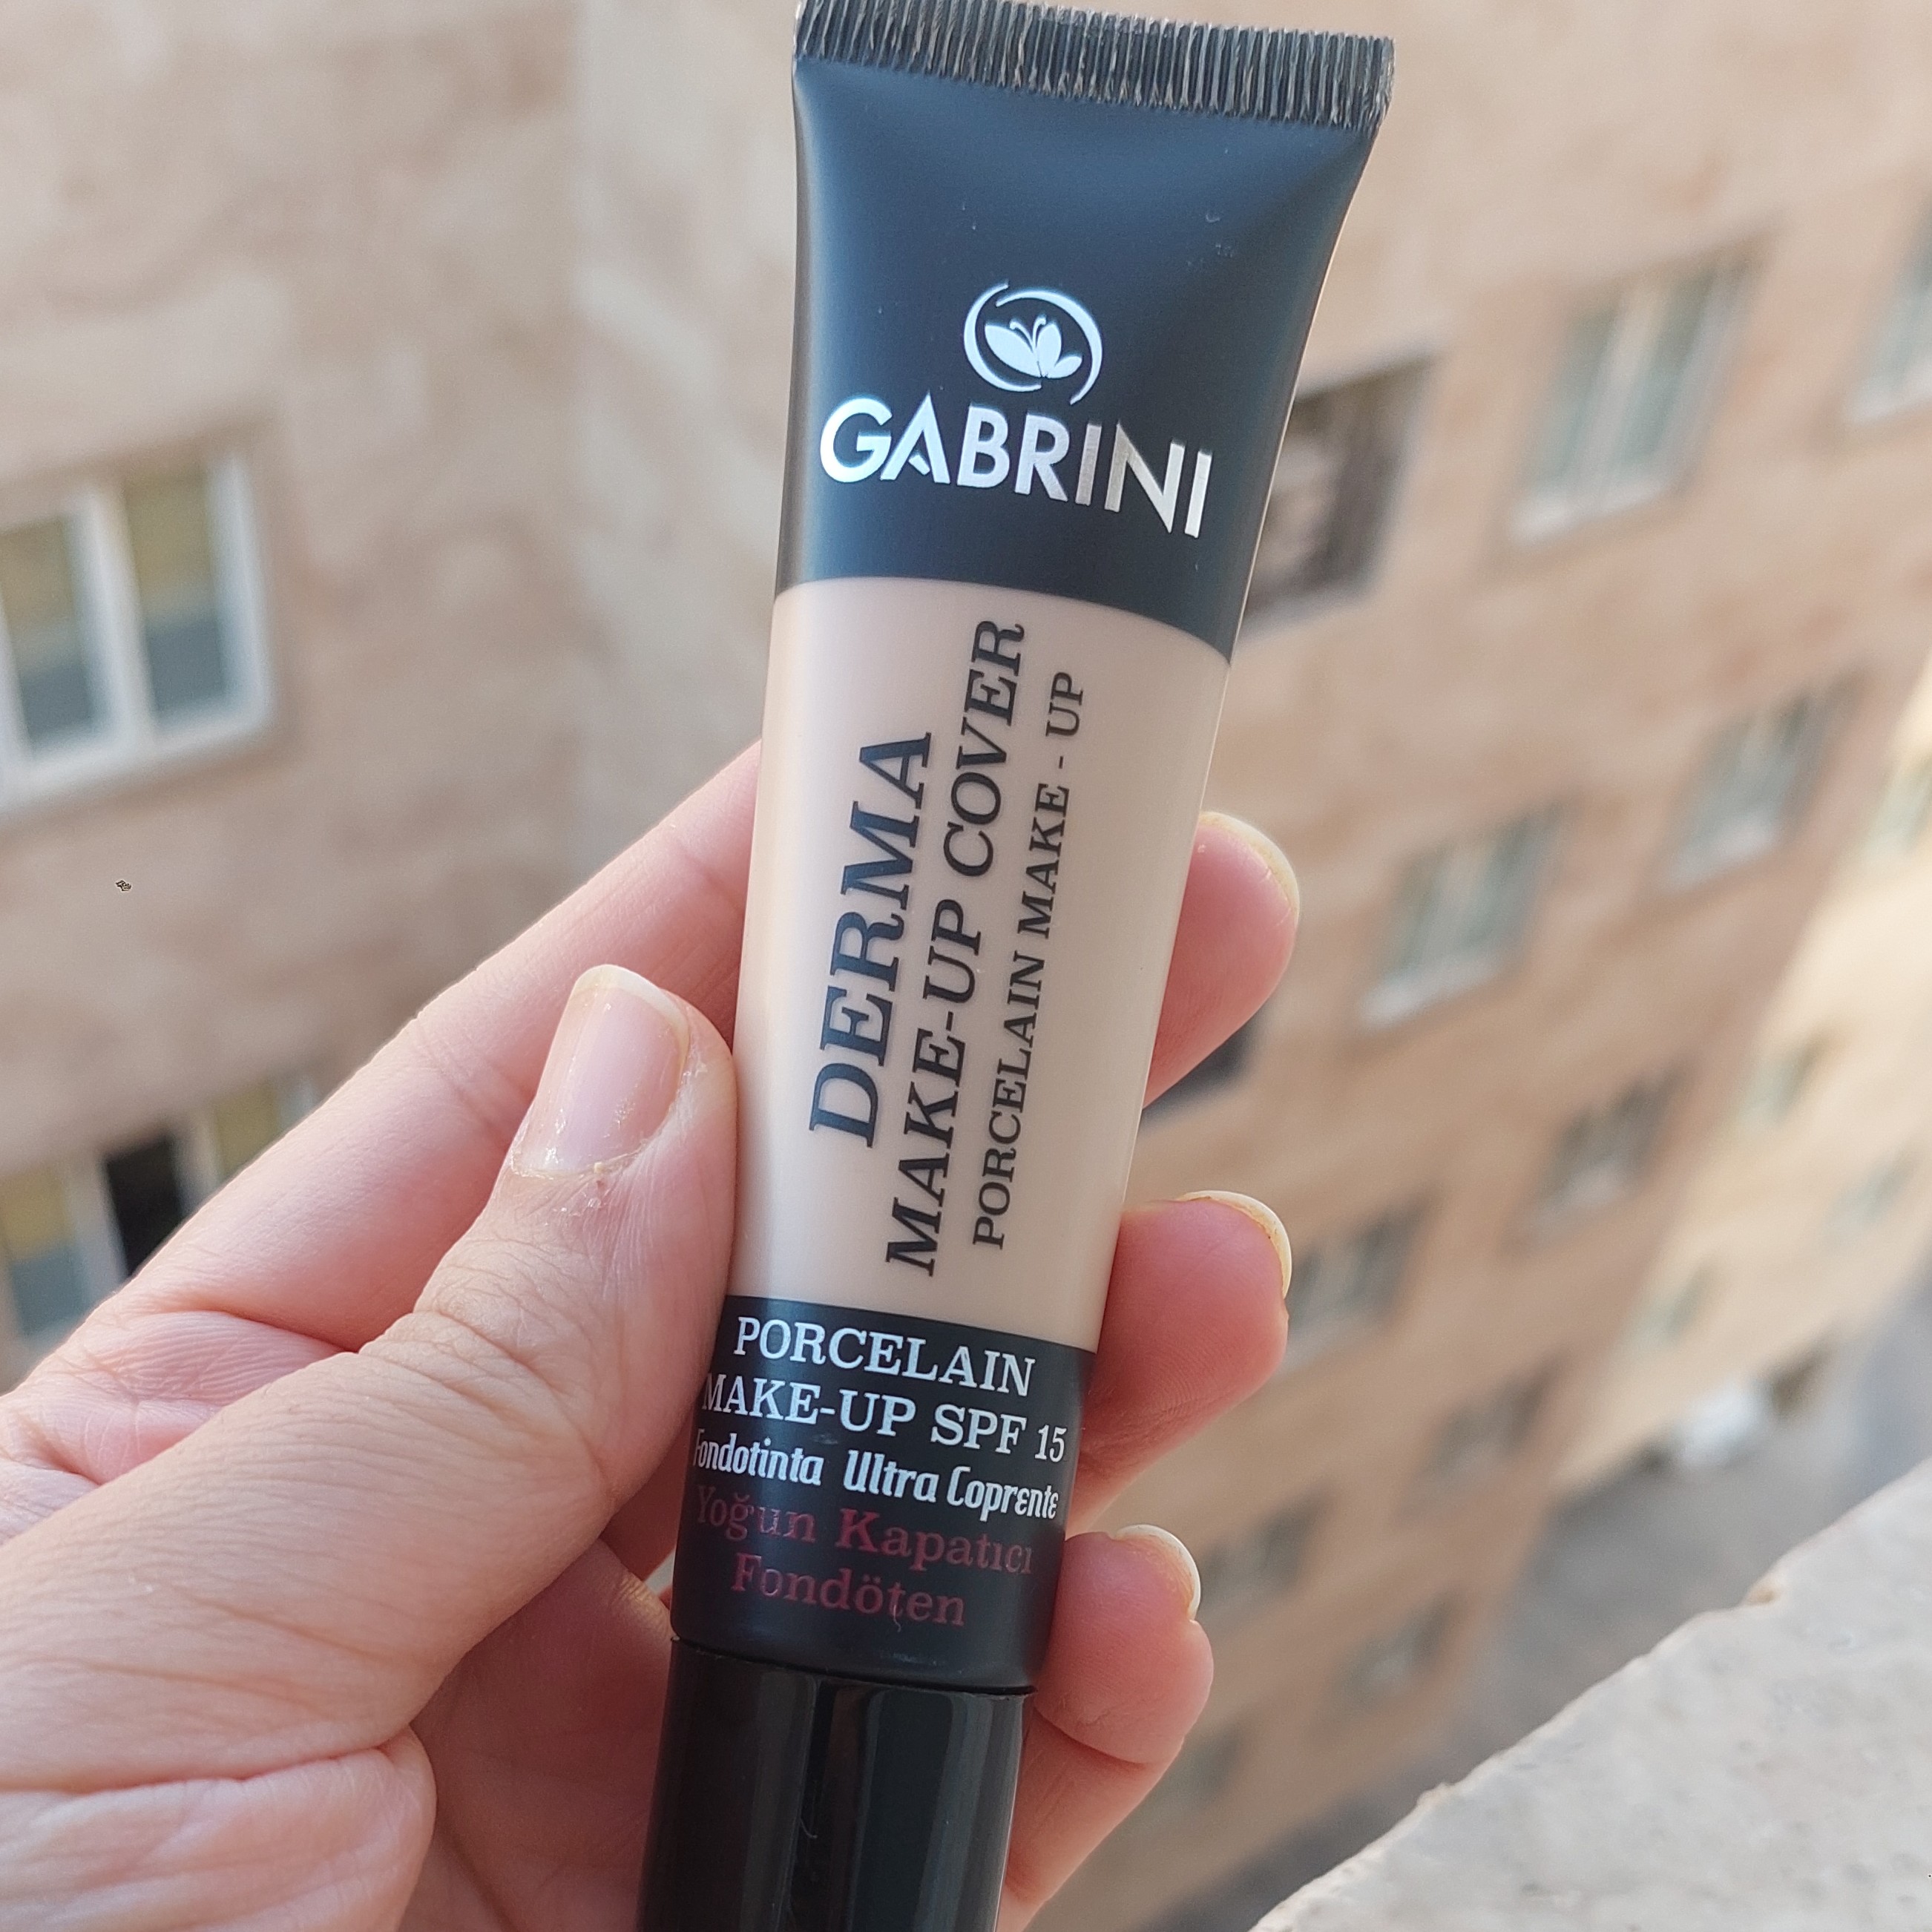 GABRINI
DERMA
MAKE-UP COVER
PORCELAIN MAKE - UP
PORCELAIN
MAKE-UP SPF 15
Fondotinta Ultra Coprente
Yoğun Kapatıcı
Fondöten